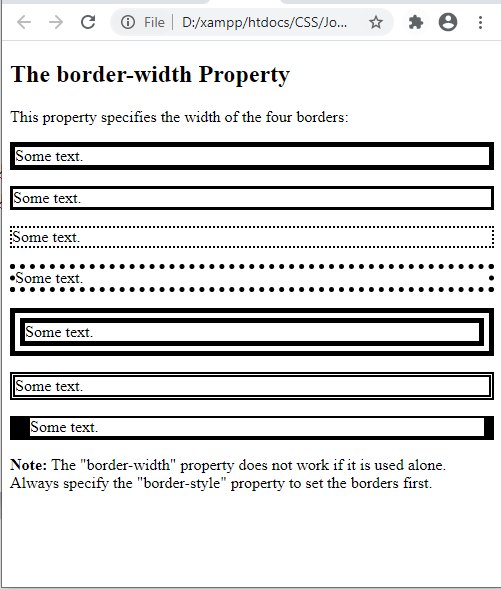 File | D:/xampp/htdocs/CSS/Jo...
The border-width Property
This property specifies the width of the four borders:
Some text.
Some text.
Some text.
Some text.
Some text.
Some text.
Some text.
Note: The "border-width" property does not work if it is used alone.
Always specify the "border-style" property to set the borders first.